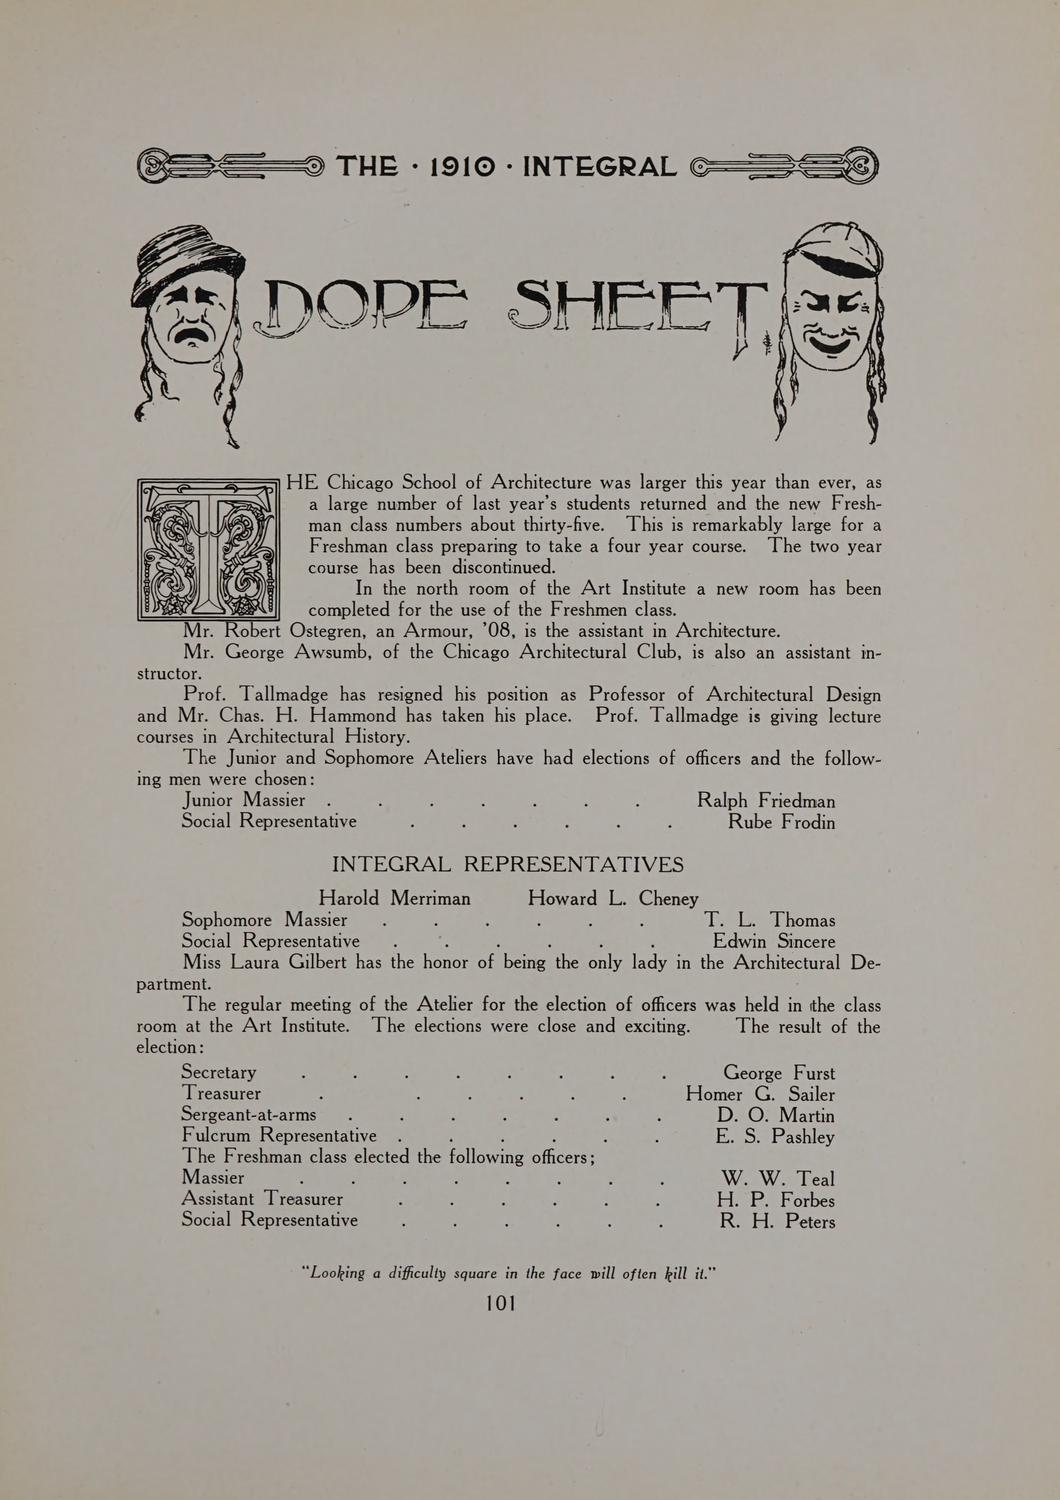 THE · 1910 · INTEGRAL
DOPE SHEET
THE Chicago School of Architecture was larger this year than ever, as
a large number of last year's students returned and the new Fresh-
man class numbers about thirty-five. This is remarkably large for a
Freshman class preparing to take a four year course. The two year
course has been discontinued.
In the north room of the Art Institute a new room has been
completed for the use of the Freshmen class.
Mr. Robert Ostegren, an Armour, '08, is the assistant in Architecture.
Mr. George Awsumb, of the Chicago Architectural Club, is also an assistant in-
structor.
Prof. Tallmadge has resigned his position as Professor of Architectural Design
and Mr. Chas. H. Hammond has taken his place. Prof. Tallmadge is giving lecture
courses in Architectural History.
The Junior and Sophomore Ateliers have had elections of officers and the follow-
ing men were chosen:
Junior Massier . . . . . . . Ralph Friedman
Social Representative . . . . . . Rube Frodin
INTEGRAL REPRESENTATIVES
Harold Merriman Howard L. Cheney
Sophomore Massier . . . . . . T. L. Thomas
Social Representative . . . . . . Edwin Sincere
Miss Laura Gilbert has the honor of being the only lady in the Architectural De-
partment.
The regular meeting of the Atelier for the election of officers was held in the class
room at the Art Institute. The elections were close and exciting. The result of the
election:
Secretary . . . . . . . . George Furst
Treasurer . . . . . . Homer G. Sailer
Sergeant-at-arms . . . . . . . D. O. Martin
Fulcrum Representative . . . . . . E. S. Pashley
The Freshman class elected the following officers;
Massier . . . . . . . . W. W. Teal
Assistant Treasurer . . . . . . H. P. Forbes
Social Representative . . . . . . R. H. Peters
"Looking a difficulty square in the face will often kill it."
101